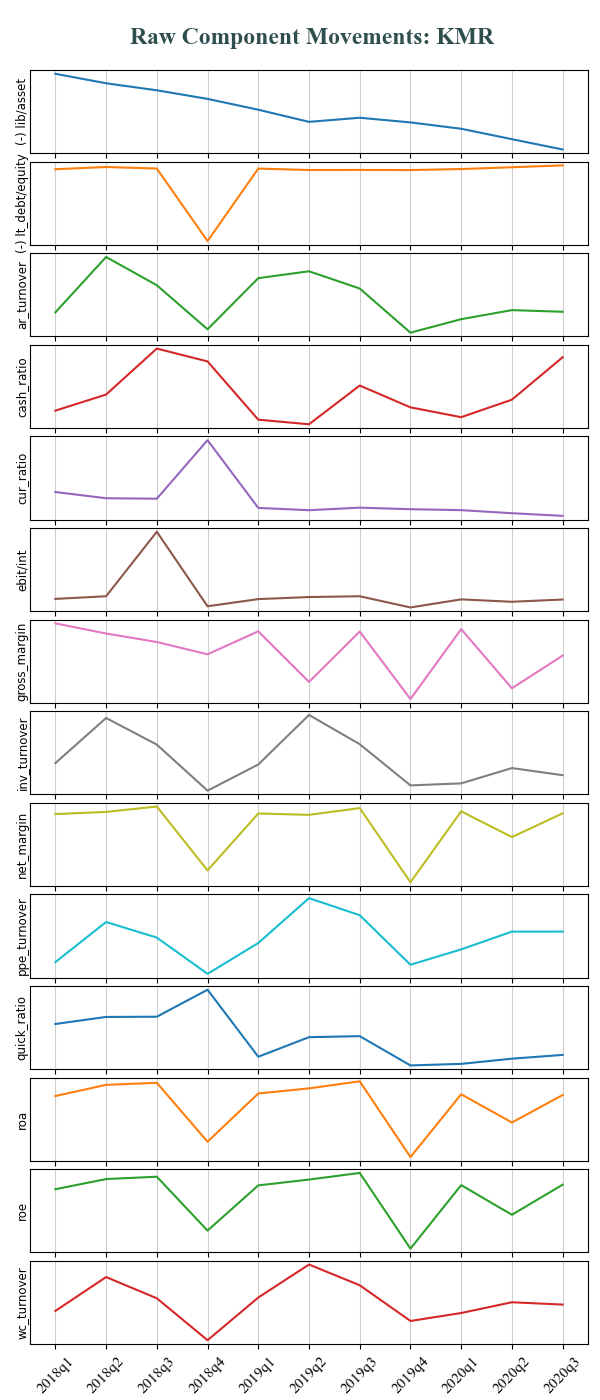 Raw Component Movements: KMR
(-) lib/asset
(-) lt_debt/equity
ar_turnover
cash_ratio
cur_ratio
ebit/int
gross_margin
inv_turnover
net_margin
ppe_turnover
quick_ratio
roa
roe
wc_turnover
2018q1 2018q2 2018q3 2018q4 2019q1 2019q2 2019q3 2019q4 2020q1 2020q2 2020q3